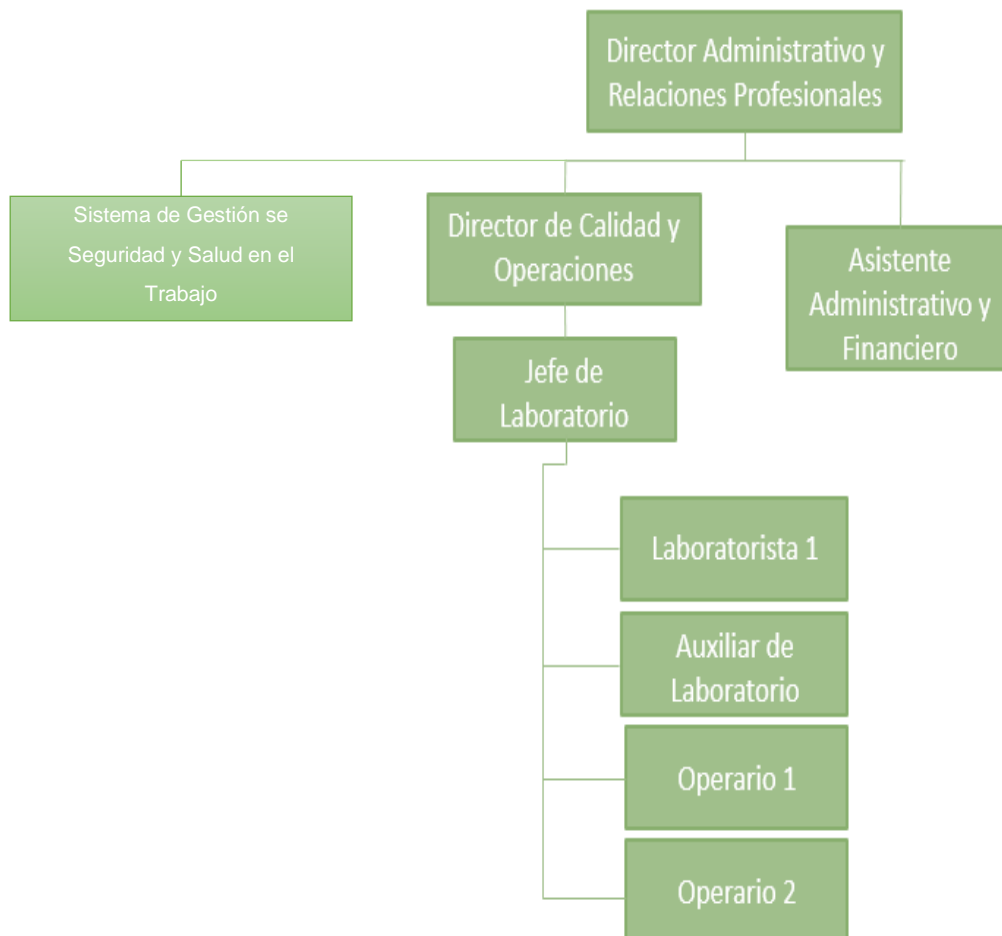 Director Administrativo y
Relaciones Profesionales
Sistema de Gestión se
Seguridad y Salud en el
Trabajo
Director de Calidad y
Operaciones
Asistente
Administrativo y
Financiero
Jefe de
Laboratorio
Laboratorista 1
Auxiliar de
Laboratorio
Operario 1
Operario 2